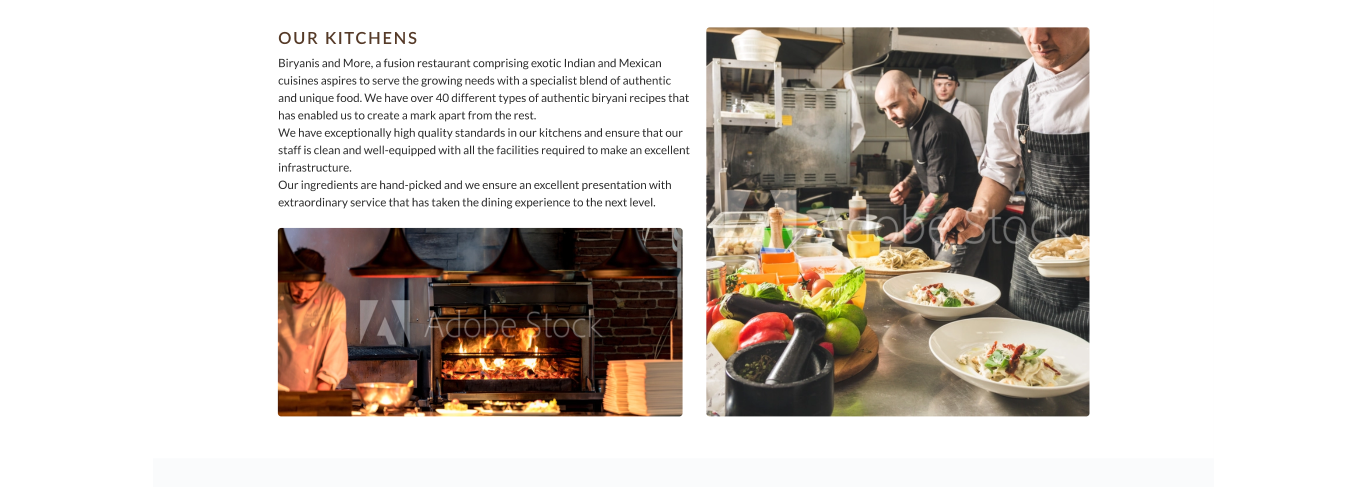 OUR KITCHENS
Biryanis and More, a fusion restaurant comprising exotic Indian and Mexican
cuisines aspires to serve the growing needs with a specialist blend of authentic
and unique food. We have over 40 different types of authentic biryani recipes that
has enabled us to create a mark apart from the rest.
We have exceptionally high quality standards in our kitchens and ensure that our
staff is clean and well-equipped with all the facilities required to make an excellent
infrastructure.
Our ingredients are hand-picked and we ensure an excellent presentation with
extraordinary service that has taken the dining experience to the next level.
Adobe Stock
Adobe Stock